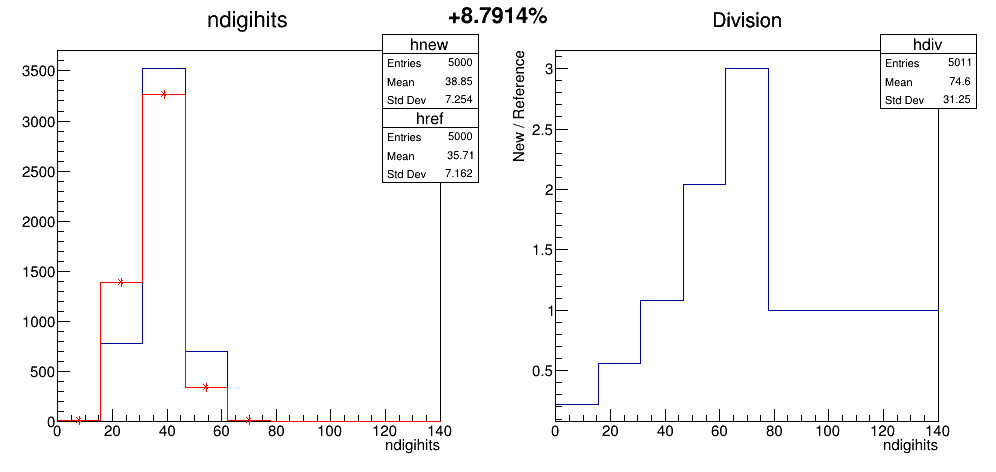 +8.7914%
ndigihits
hnew
Entries 5000
Mean 38.85
Std Dev 7.254
href
Entries 5000
Mean 35.71
Std Dev 7.162
3500
3000
2500
2000
1500
1000
500
0
0 20 40 60 80 100 120 140
ndigihits
Division
hdiv
Entries 5011
Mean 74.6
Std Dev 31.25
New / Reference
3
2.5
2
1.5
1
0.5
0 20 40 60 80 100 120 140
ndigihits